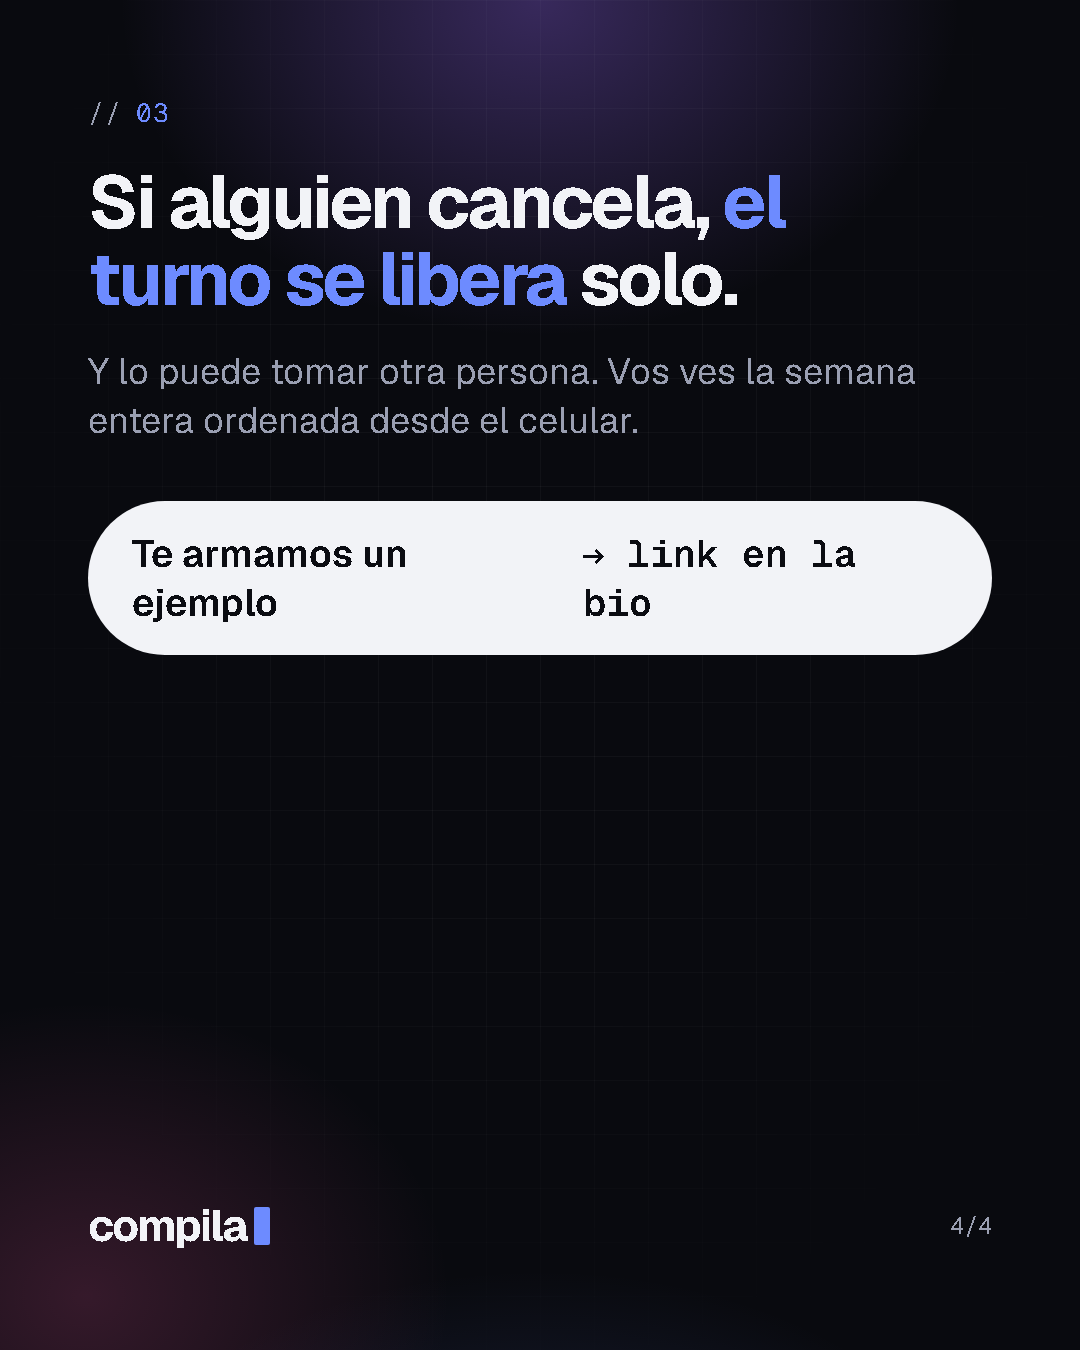 // 03
Si alguien cancela, el
turno se libera solo.
Y lo puede tomar otra persona. Vos ves la semana
entera ordenada desde el celular.
Te armamos un
ejemplo
→ link en la
bio
compila
4/4